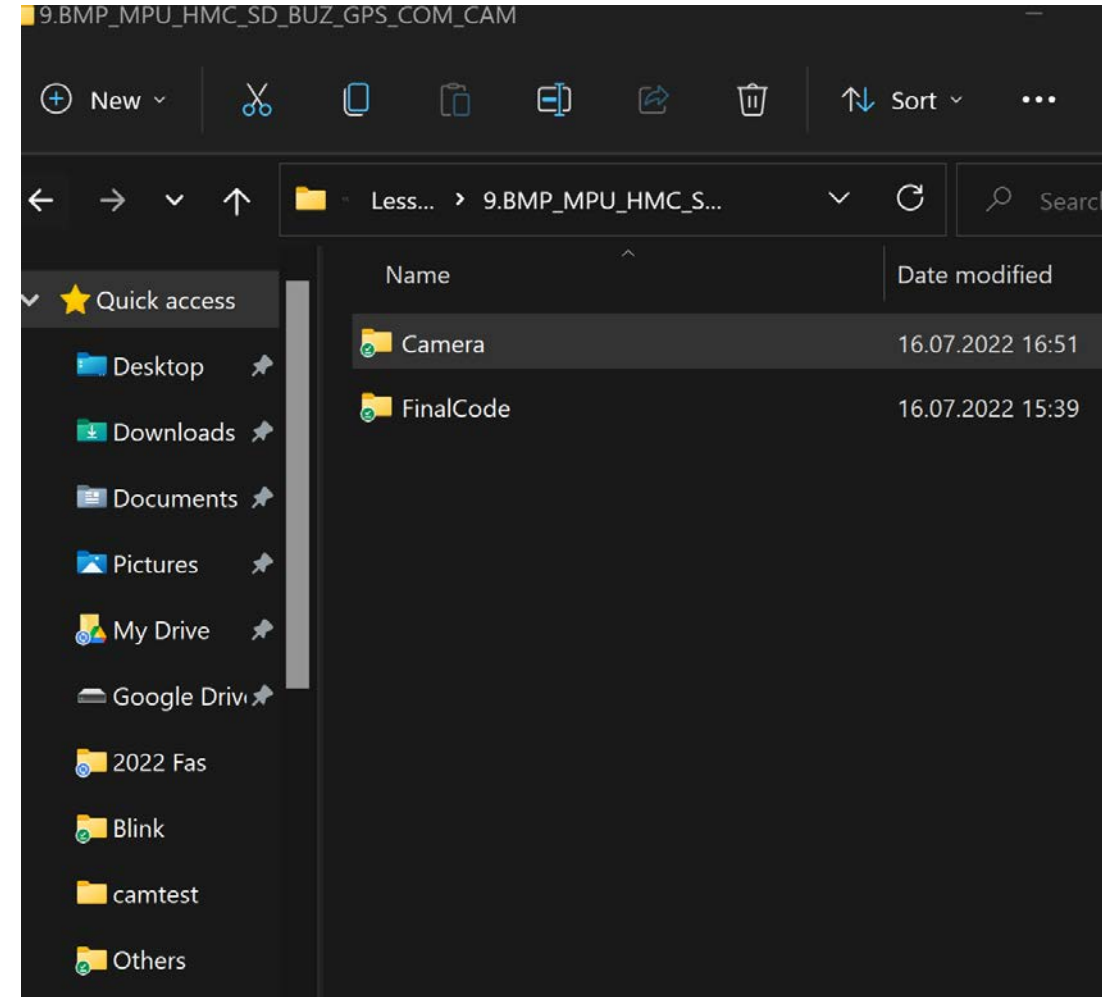 9.BMP_MPU_HMC_SD_BUZ_GPS_COM_CAM
New
Sort
Less... > 9.BMP_MPU_HMC_S...
Search
Name
Date modified
Quick access
Camera
16.07.2022 16:51
Desktop
FinalCode
16.07.2022 15:39
Downloads
Documents
Pictures
My Drive
Google Driv
2022 Fas
Blink
camtest
Others